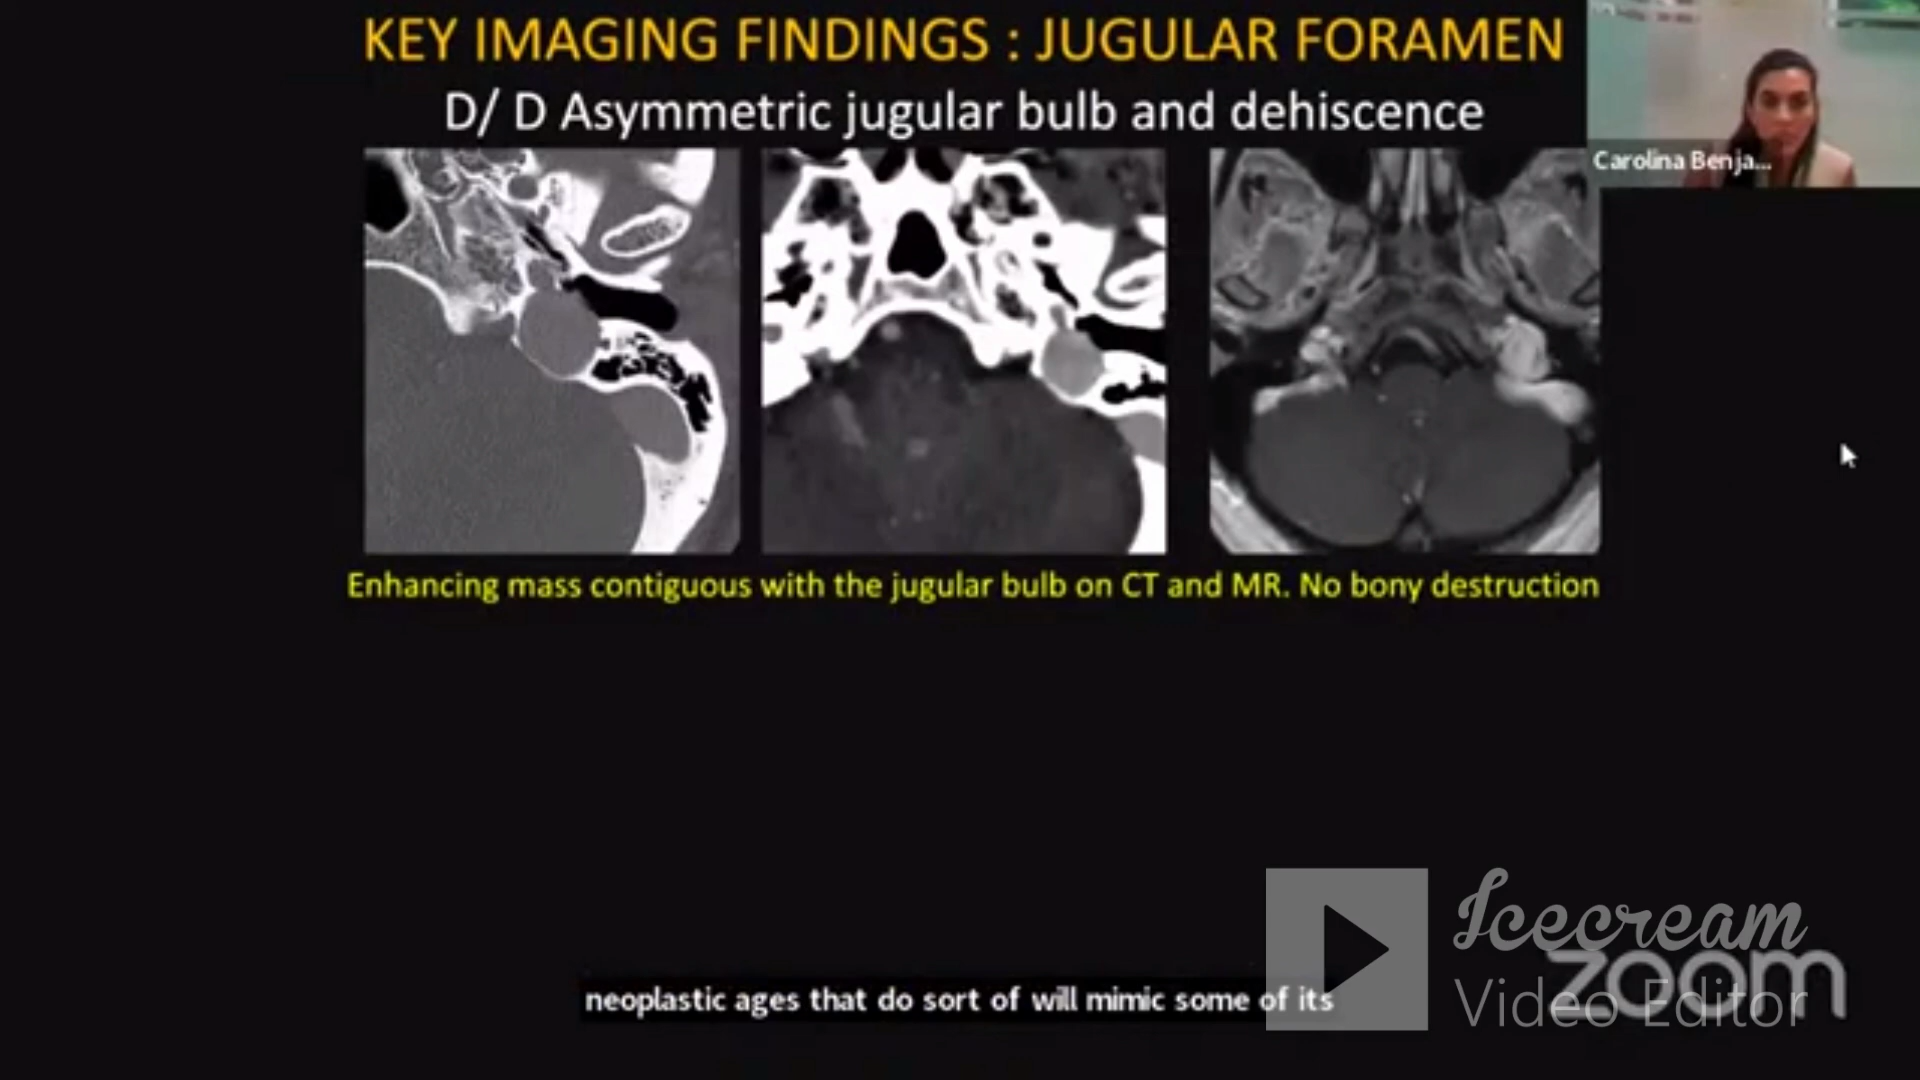 KEY IMAGING FINDINGS : JUGULAR FORAMEN
D/ D Asymmetric jugular bulb and dehiscence
Carolina Benja...
Enhancing mass contiguous with the jugular bulb on CT and MR. No bony destruction
neoplastic ages that do sort of will mimic some of its
Icecream
zoom
Video Editor